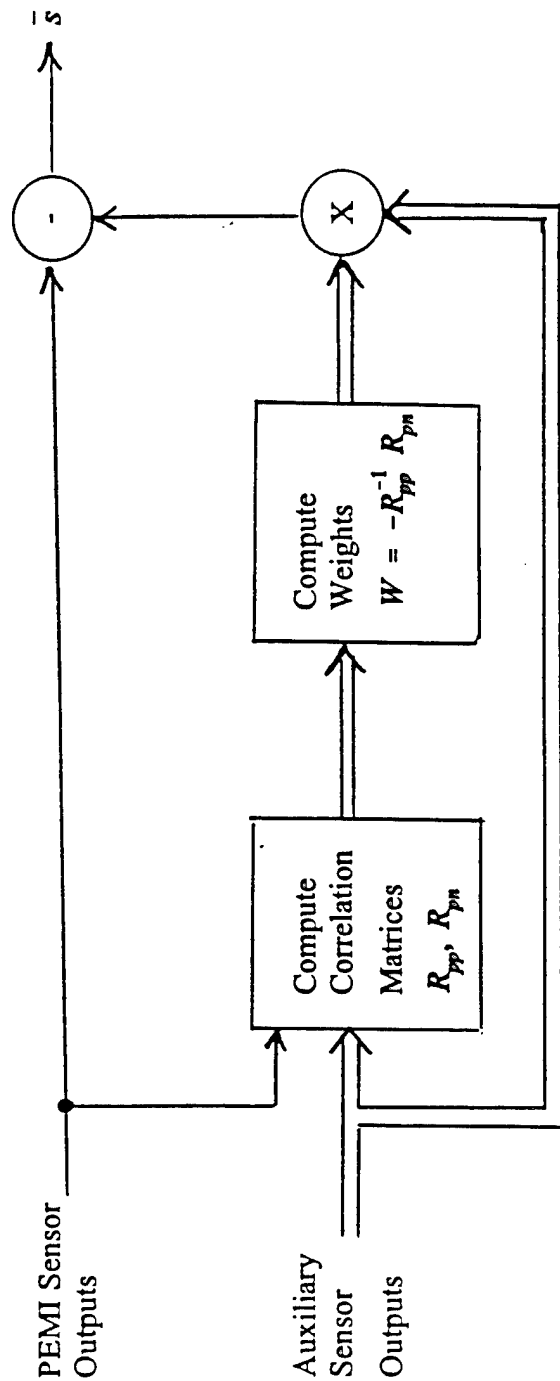 PEMI Sensor
Outputs
Auxiliary
Sensor
Outputs
Compute
Correlation
Matrices
R_pp, R_pn
Compute
Weights
W = -R_pp^-1 R_pn
X
-
s̄